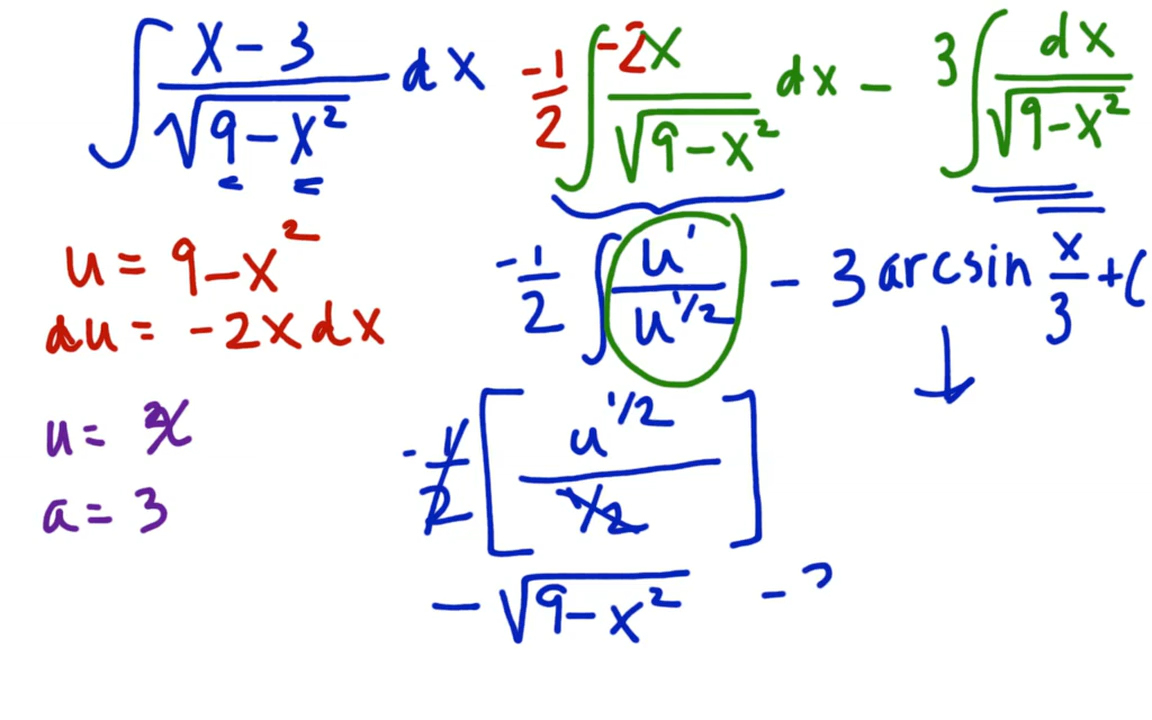 ∫ (x - 3)/√(9 - x²) dx   -1/2 ∫ -2x/√(9 - x²) dx - 3 ∫ dx/√(9 - x²)
u = 9 - x²   -1/2 ∫ u'/u^(1/2) - 3 arcsin x/3 + C
du = -2x dx
u = x   -1/2 [u^(1/2) / (1/2)]
a = 3
- √(9 - x²) -